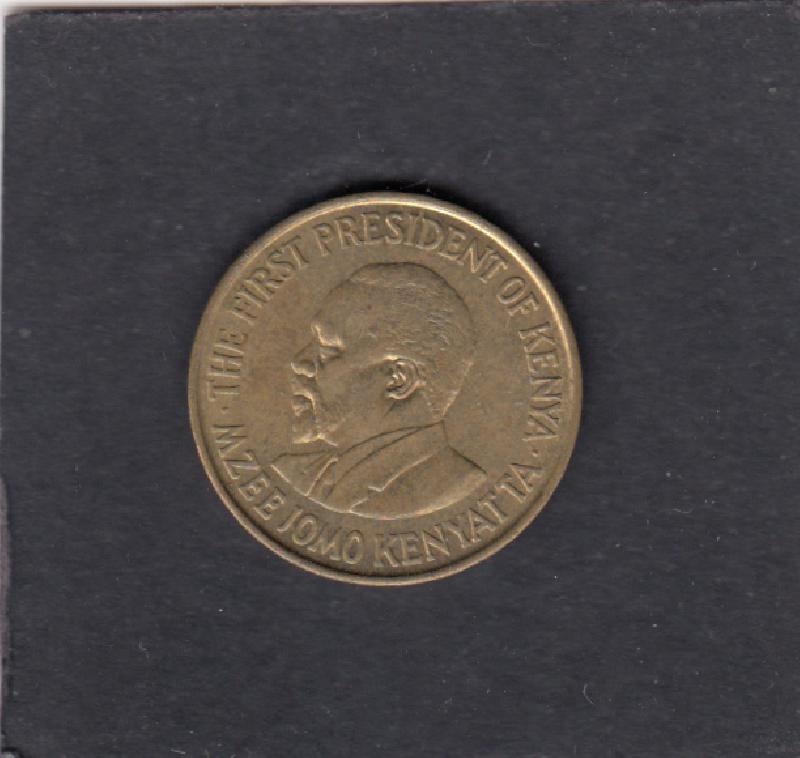 THE FIRST PRESIDENT OF KENYA ·
MZEE JOMO KENYATTA ·